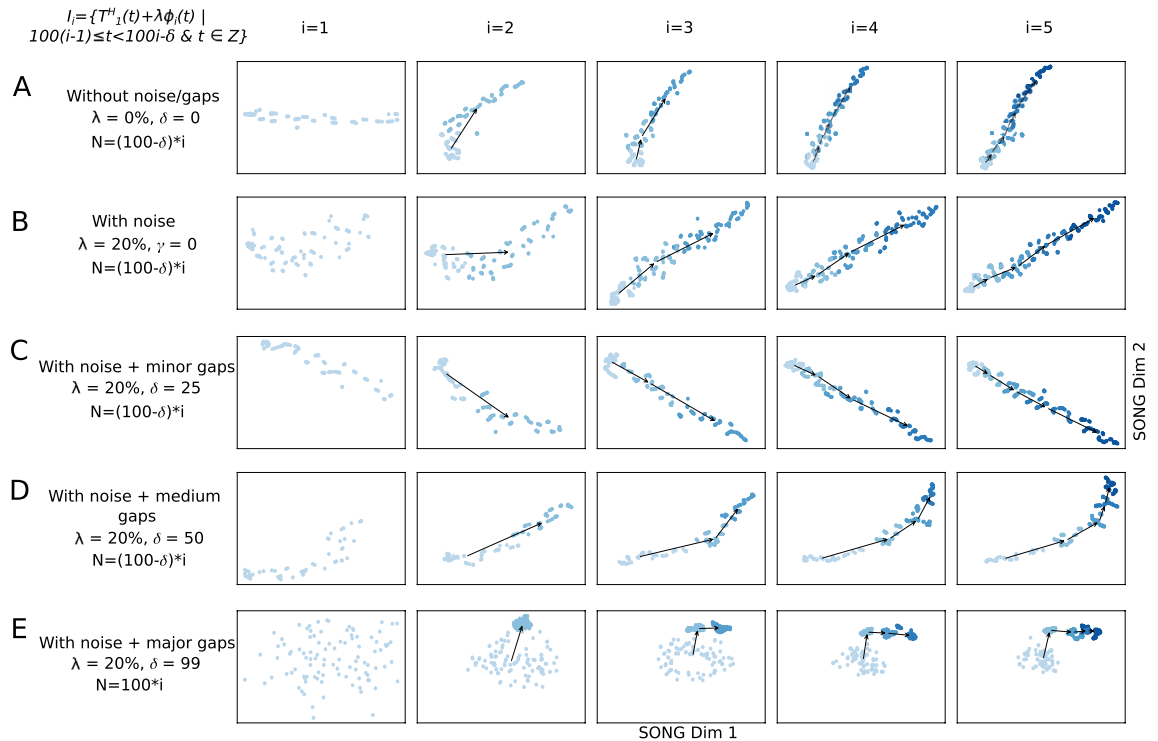 Iᵢ={Tᴴ₁(t)+λϕᵢ(t) |
100(i-1)≤t<100i-δ & t ∈ Z}
i=1
i=2
i=3
i=4
i=5
A
Without noise/gaps
λ = 0%, δ = 0
N=(100-δ)*i
B
With noise
λ = 20%, γ = 0
N=(100-δ)*i
C
With noise + minor gaps
λ = 20%, δ = 25
N=(100-δ)*i
SONG Dim 2
D
With noise + medium
gaps
λ = 20%, δ = 50
N=(100-δ)*i
E
With noise + major gaps
λ = 20%, δ = 99
N=100*i
SONG Dim 1